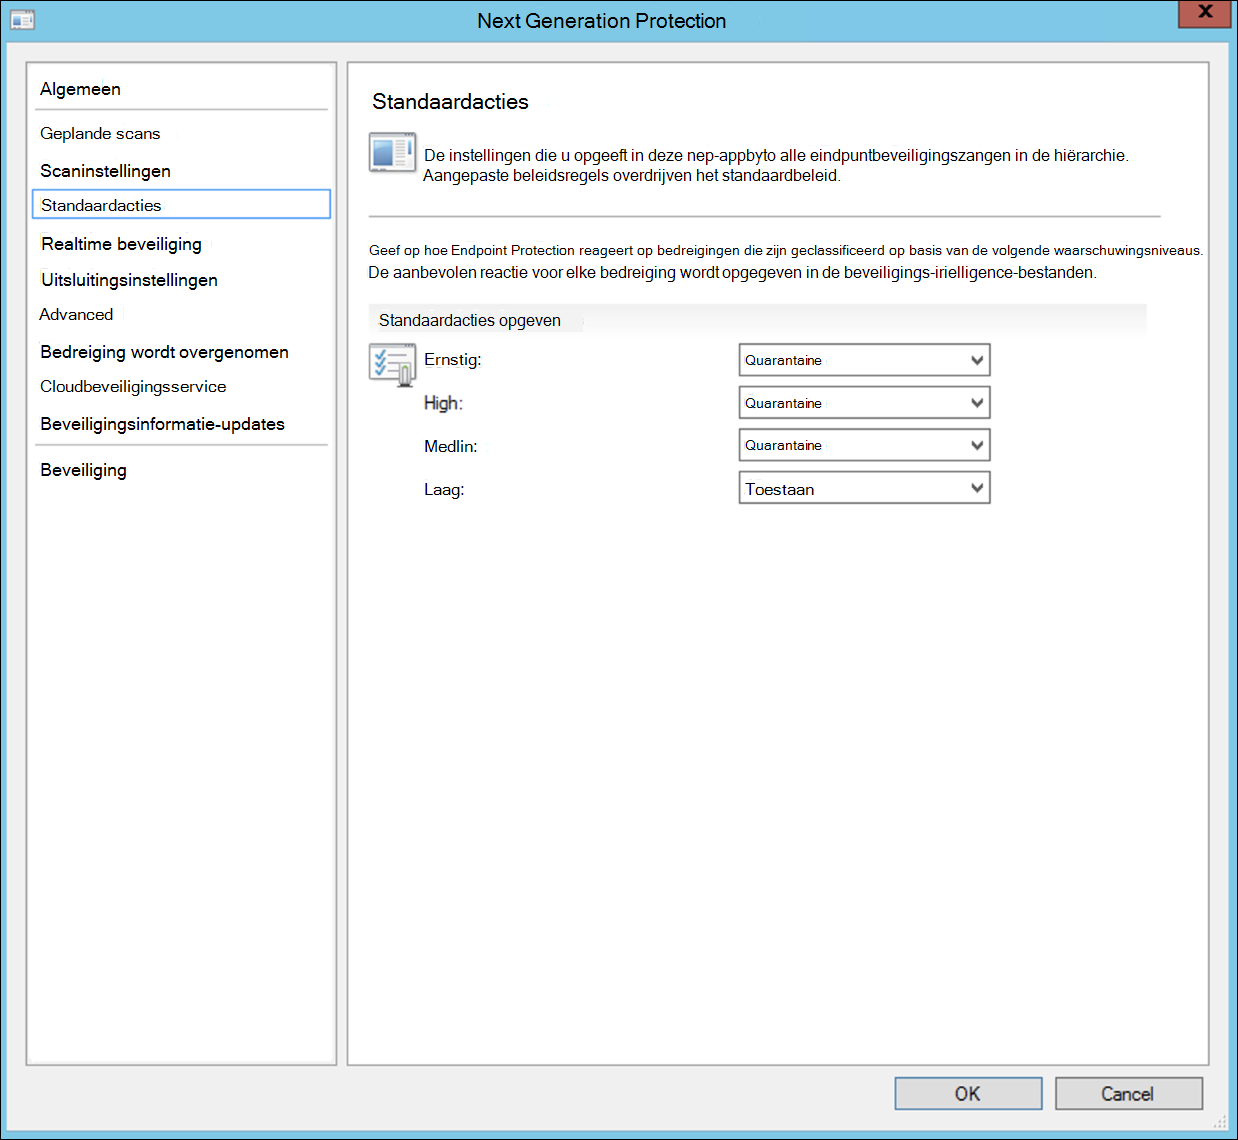 Next Generation Protection
X
Algemeen
Geplande scans
Scaninstellingen
Standaardacties
Realtime beveiliging
Uitsluitingsinstellingen
Advanced
Bedreiging wordt overgenomen
Cloudbeveiligingsservice
Beveiligingsinformatie-updates
Beveiliging
Standaardacties
De instellingen die u opgeeft in deze nep-appbyto alle eindpuntbeveiligingszangen in de hiërarchie.
Aangepaste beleidsregels overdrijven het standaardbeleid.
Geef op hoe Endpoint Protection reageert op bedreigingen die zijn geclassificeerd op basis van de volgende waarschuwingsniveaus.
De aanbevolen reactie voor elke bedreiging wordt opgegeven in de beveiligings-irielligence-bestanden.
Standaardacties opgeven
Ernstig: Quarantaine
High: Quarantaine
Medlin: Quarantaine
Laag: Toestaan
OK Cancel